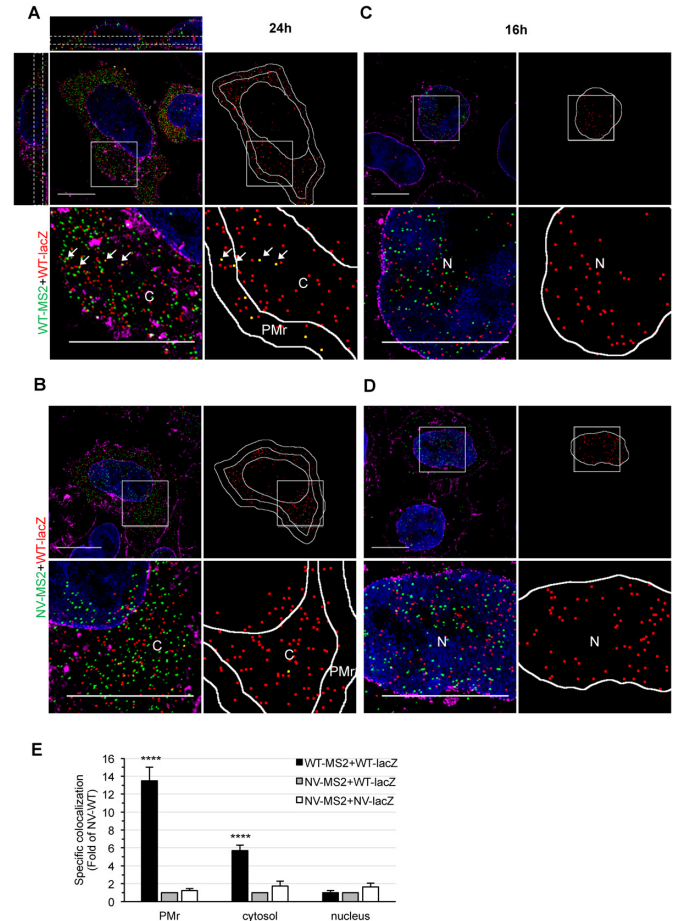 A
24h
C
16h
WT-MS2+WT-lacZ
C
C
PMr
N
N
B
D
NV-MS2+WT-lacZ
C
C
PMr
N
N
E
Specific colocalization
(Fold of NV-WT)
16
14
12
10
8
6
4
2
0
****
****
WT-MS2+WT-lacZ
NV-MS2+WT-lacZ
NV-MS2+NV-lacZ
PMr
cytosol
nucleus